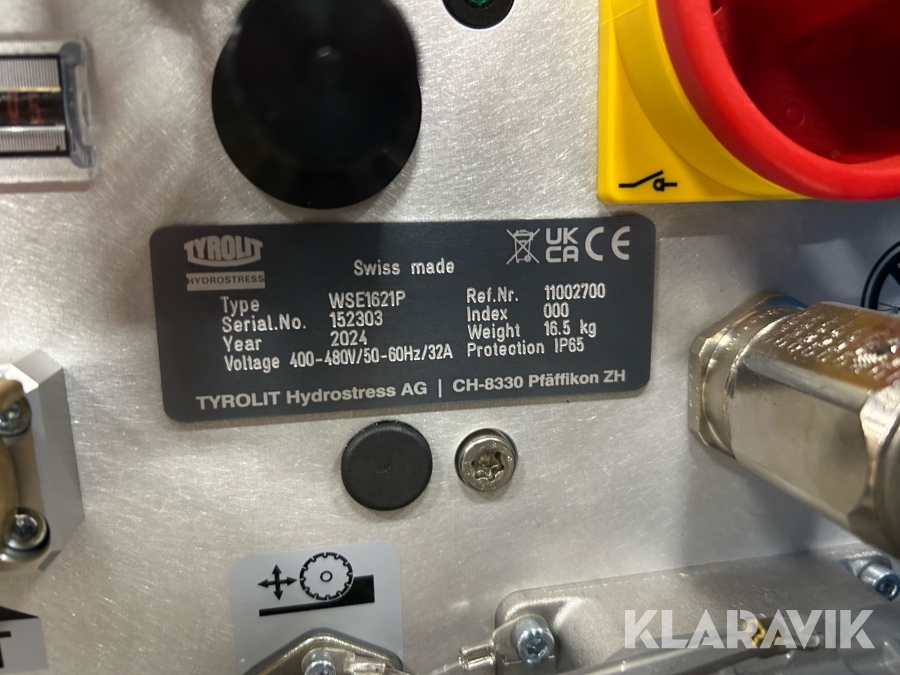 TYROLIT
HYDROSTRESS
Swiss made
UK
CA CE
Type WSE1621P
Serial.No. 152303
Year 2024
Voltage 400-480V/50-60Hz/32A
Ref.Nr. 11002700
Index 000
Weight 16.5 kg
Protection IP65
TYROLIT Hydrostress AG | CH-8330 Pfäffikon ZH
T
KLARAVIK